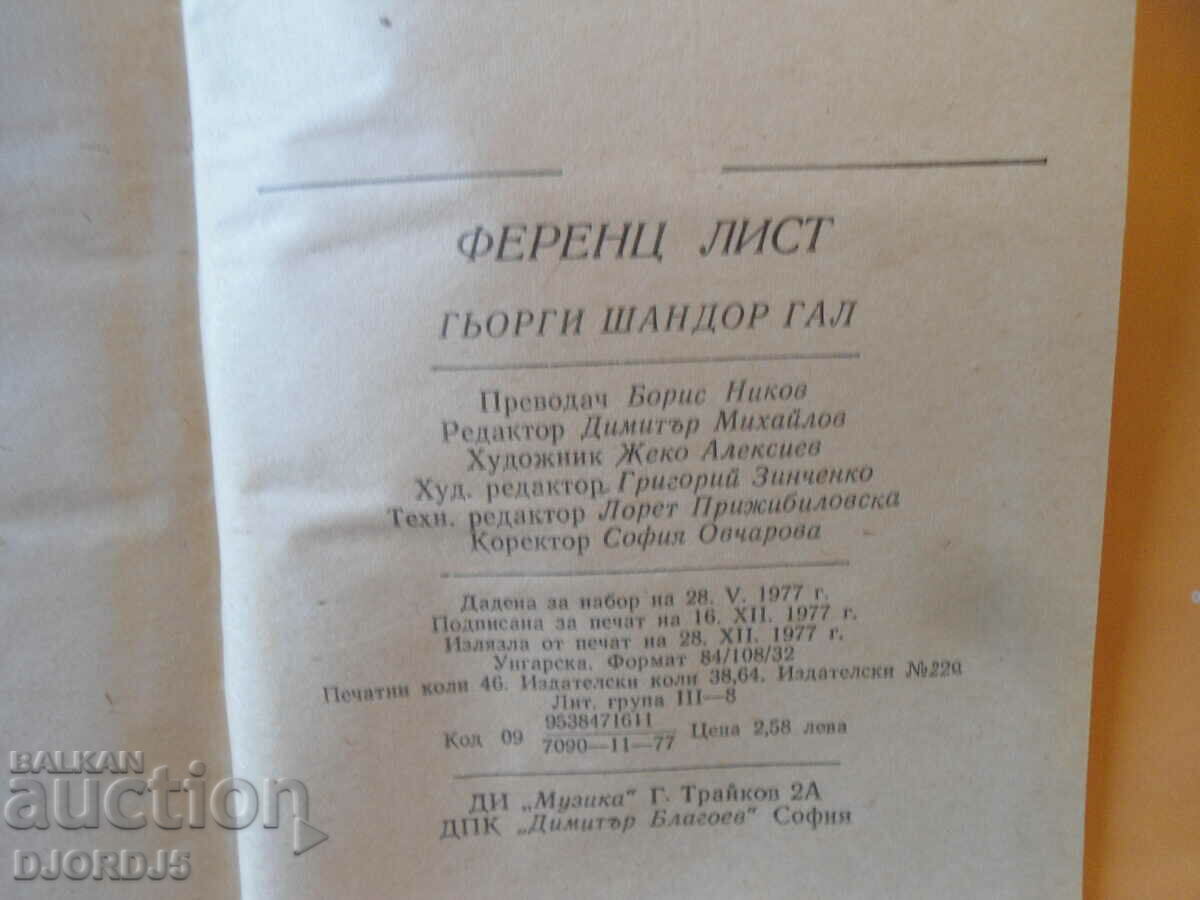 ФЕРЕНЦ ЛИСТ
ГЬОРГИ ШАНДОР ГАЛ
Преводач Борис Ников
Редактор Димитър Михайлов
Художник Жеко Алексиев
Худ. редактор Григорий Зинченко
Техн. редактор Лорет Прижибиловска
Коректор София Овчарова
Дадена за набор на 28. V. 1977 г.
Подписана за печат на 16. XII. 1977 г.
Излязла от печат на 28. XII. 1977 г.
Унгарска. Формат 84/108/32
Печатни коли 46. Издателски коли 38,64. Издателски №220
Лит. група III—8
Код 09 9538471611 Цена 2,58 лева
7090—11—77
ДИ „Музика" Г. Трайков 2А
ДПК „Димитър Благоев" София
BALKAN
auction
DJORDJ5